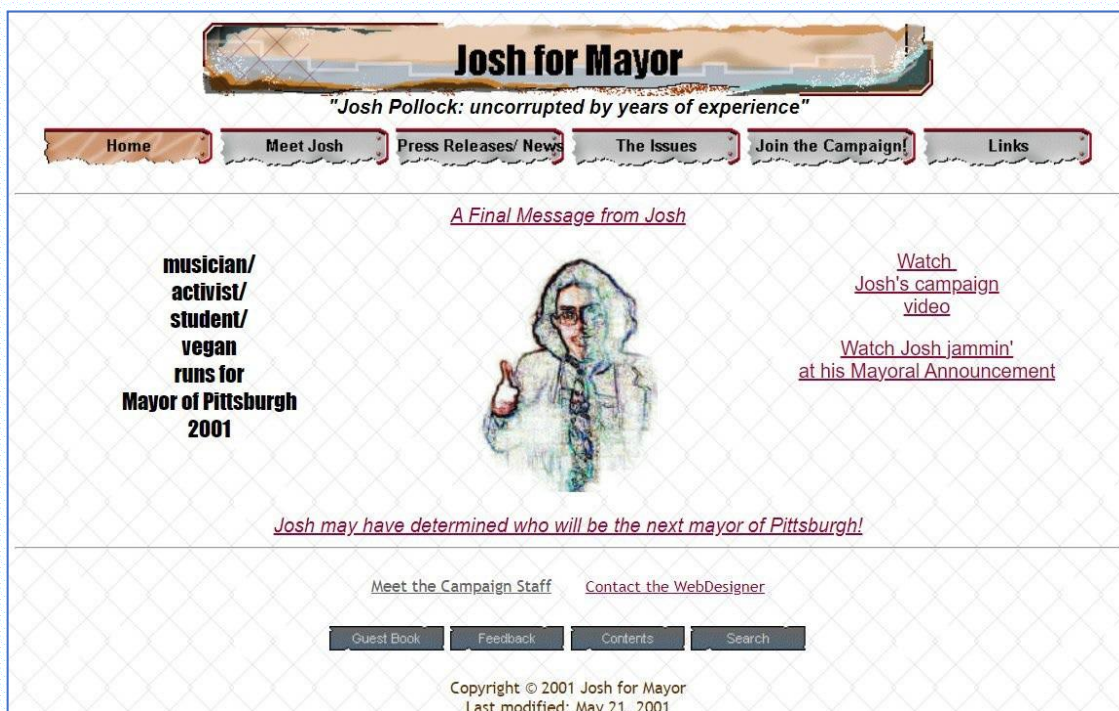 Josh for Mayor
"Josh Pollock: uncorrupted by years of experience"
Home
Meet Josh
Press Releases/ News
The Issues
Join the Campaign!
Links
A Final Message from Josh
musician/
activist/
student/
vegan
runs for
Mayor of Pittsburgh
2001
Watch
Josh's campaign
video
Watch Josh jammin'
at his Mayoral Announcement
Josh may have determined who will be the next mayor of Pittsburgh!
Meet the Campaign Staff
Contact the WebDesigner
Guest Book
Feedback
Contents
Search
Copyright © 2001 Josh for Mayor
Last modified: May 21, 2001